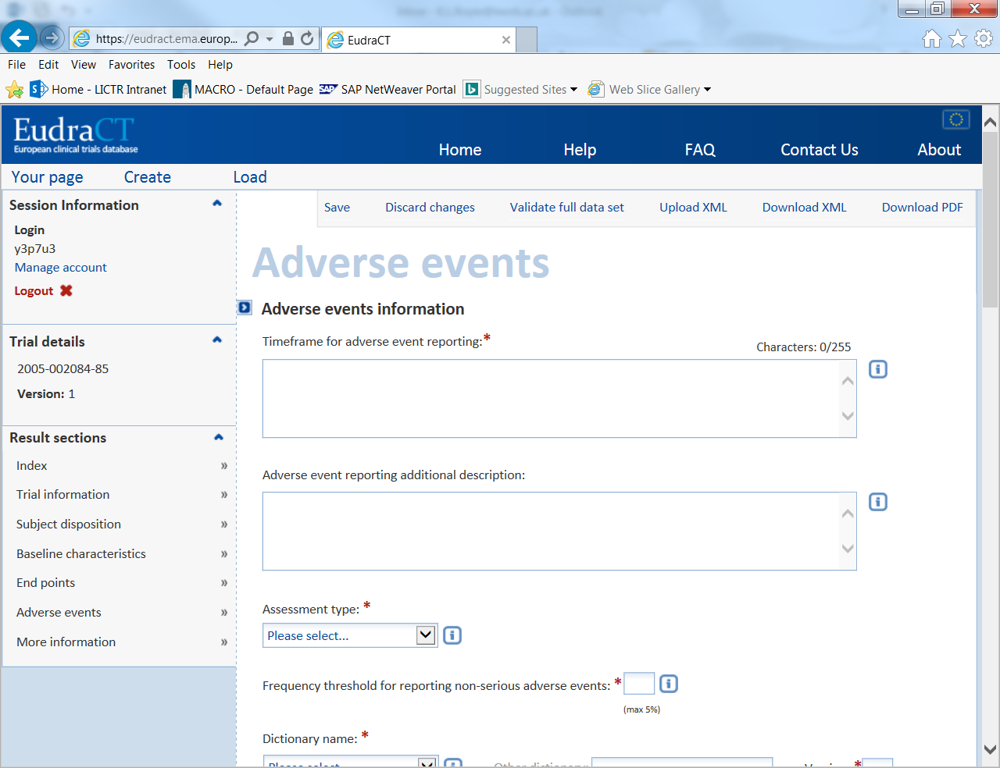 https://eudract.ema.europ...
EudraCT
File Edit View Favorites Tools Help
Home - LICTR Intranet MACRO - Default Page SAP NetWeaver Portal Suggested Sites Web Slice Gallery
EudraCT
European clinical trials database
Home Help FAQ Contact Us About
Your page Create Load
Session Information
Login
y3p7u3
Manage account
Logout
Trial details
2005-002084-85
Version: 1
Result sections
Index »
Trial information »
Subject disposition »
Baseline characteristics »
End points »
Adverse events »
More information »
Save Discard changes Validate full data set Upload XML Download XML Download PDF
Adverse events
Adverse events information
Timeframe for adverse event reporting:*
Characters: 0/255
Adverse event reporting additional description:
Assessment type: *
Please select...
Frequency threshold for reporting non-serious adverse events: *
(max 5%)
Dictionary name: *
Please select
Other dictionary: